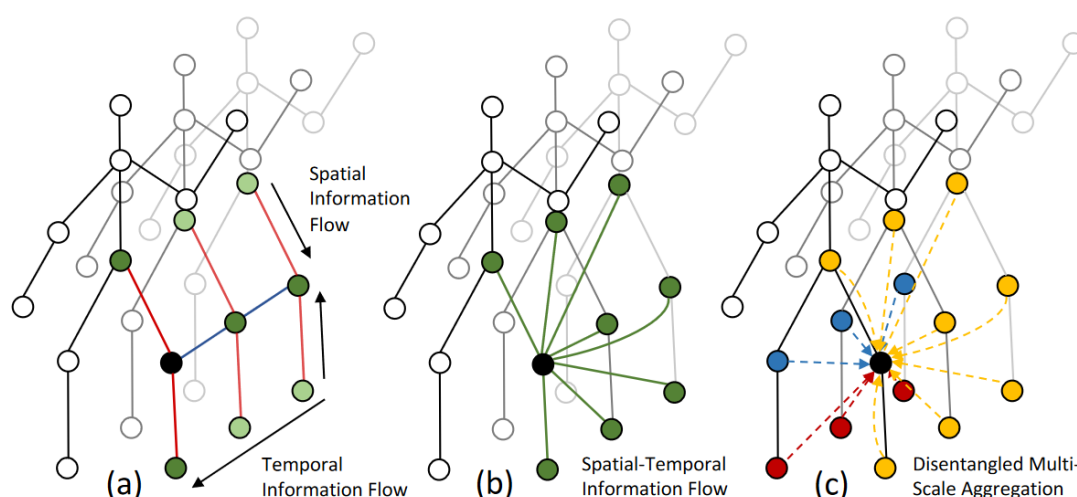 Spatial
Information
Flow
(a)
Temporal
Information Flow
(b)
Spatial-Temporal
Information Flow
(c)
Disentangled Multi-
Scale Aggregation